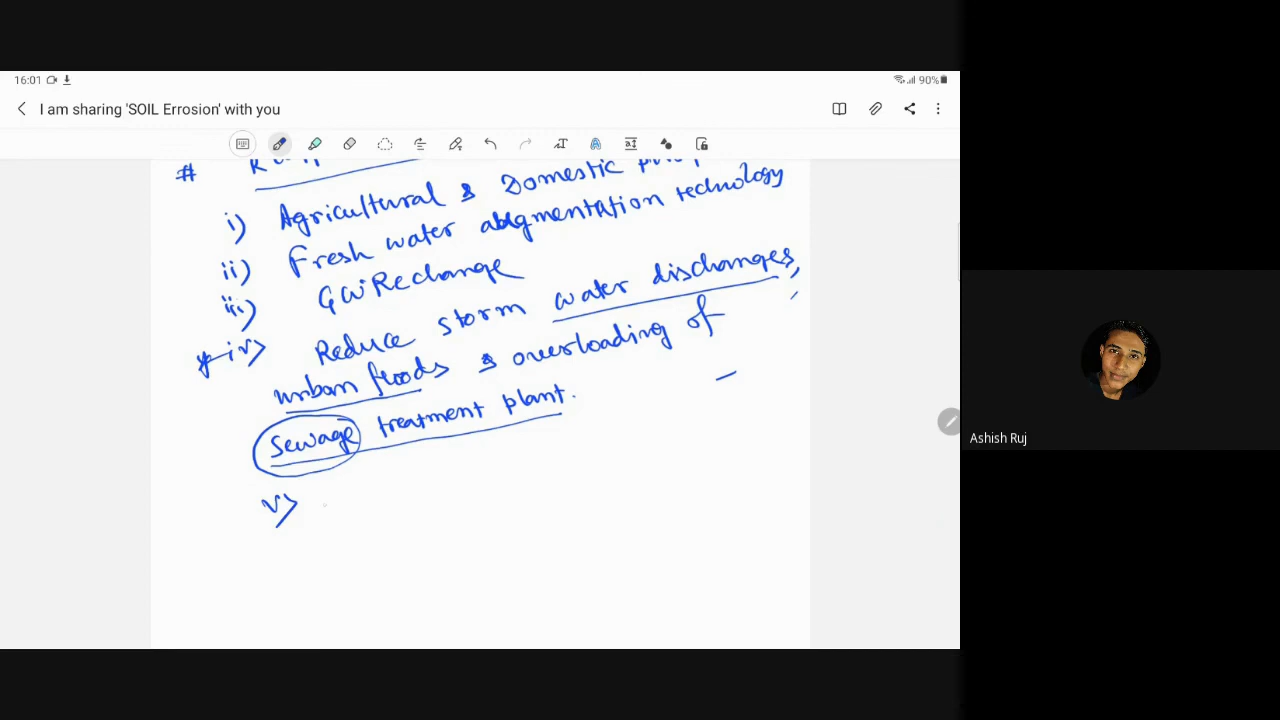 16:01
90%
I am sharing 'SOIL Errosion' with you
#
i) Agricultural & Domestic
ii) Fresh water augmentation technology
iii) GW Recharge
iv) Reduce storm water discharges,
urban floods & overloading of
Sewage treatment plant.
v)
Ashish Ruj